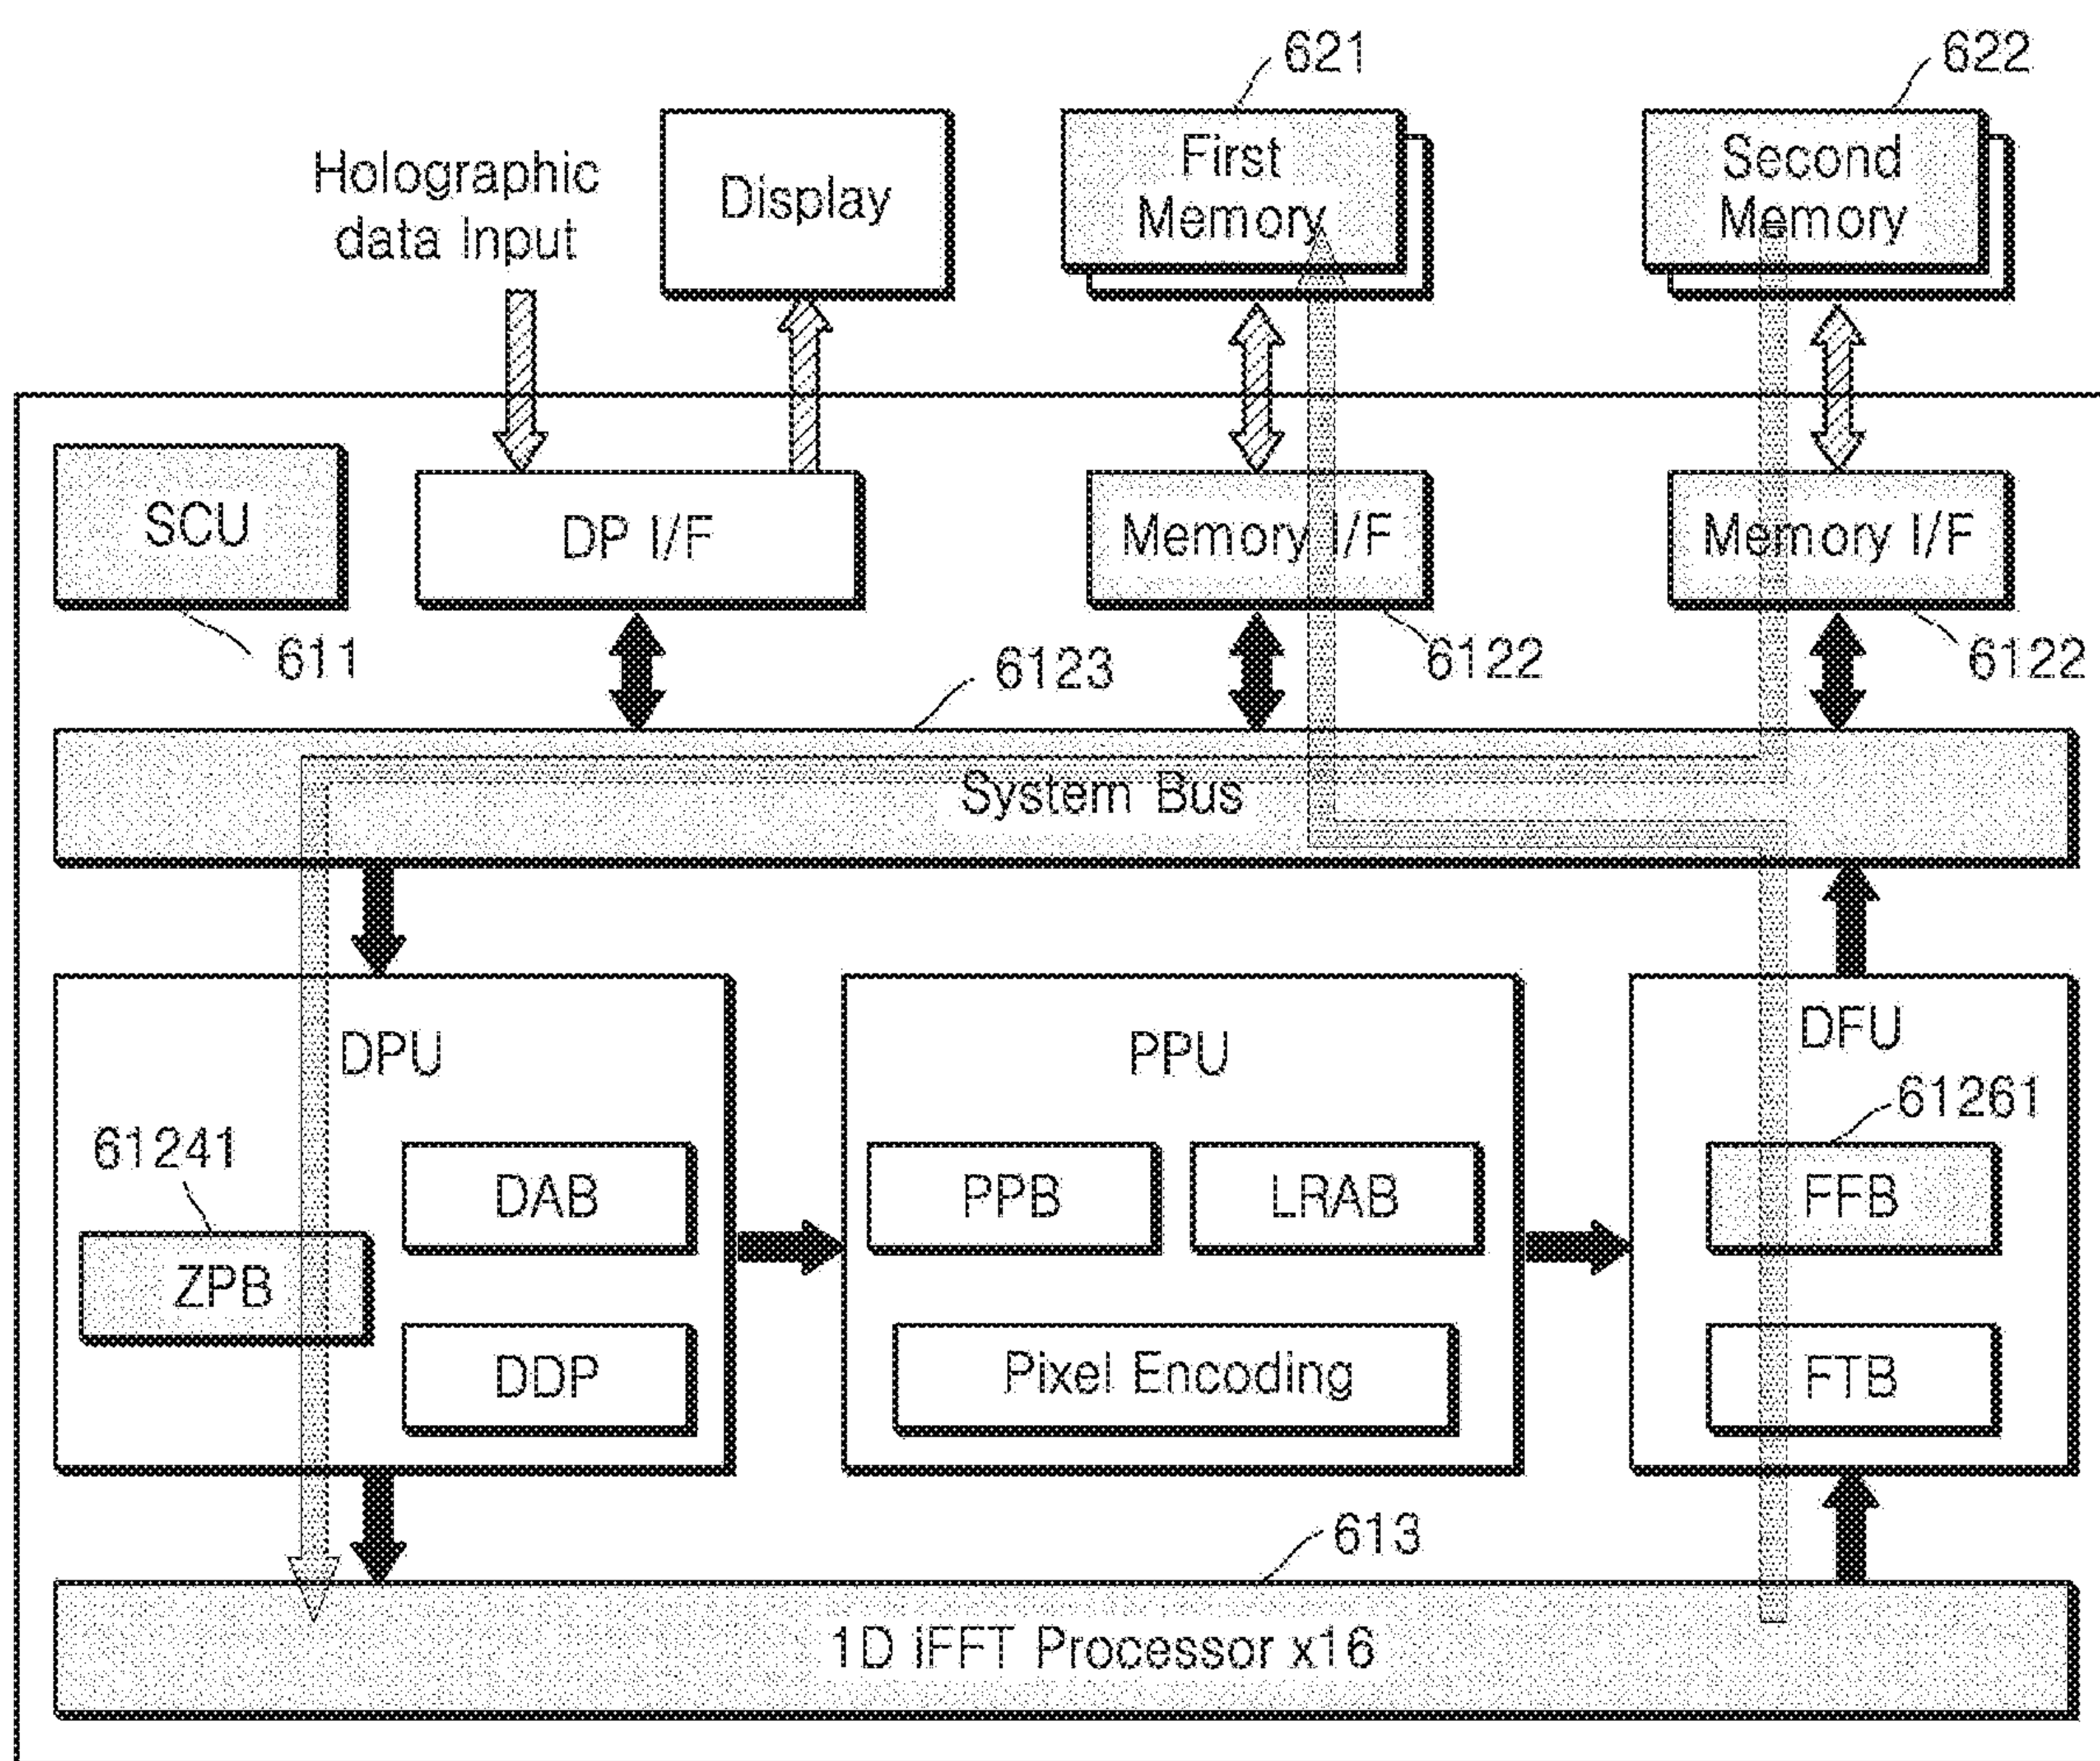 621
622
Holographic
data Input
Display
First
Memory
Second
Memory
SCU
DP I/F
Memory I/F
Memory I/F
611
6123
6122
6122
System Bus
DPU
PPU
DFU
61241
61261
DAB
PPB
LRAB
FFB
ZPB
DDP
Pixel Encoding
FTB
613
1D iFFT Processor x16